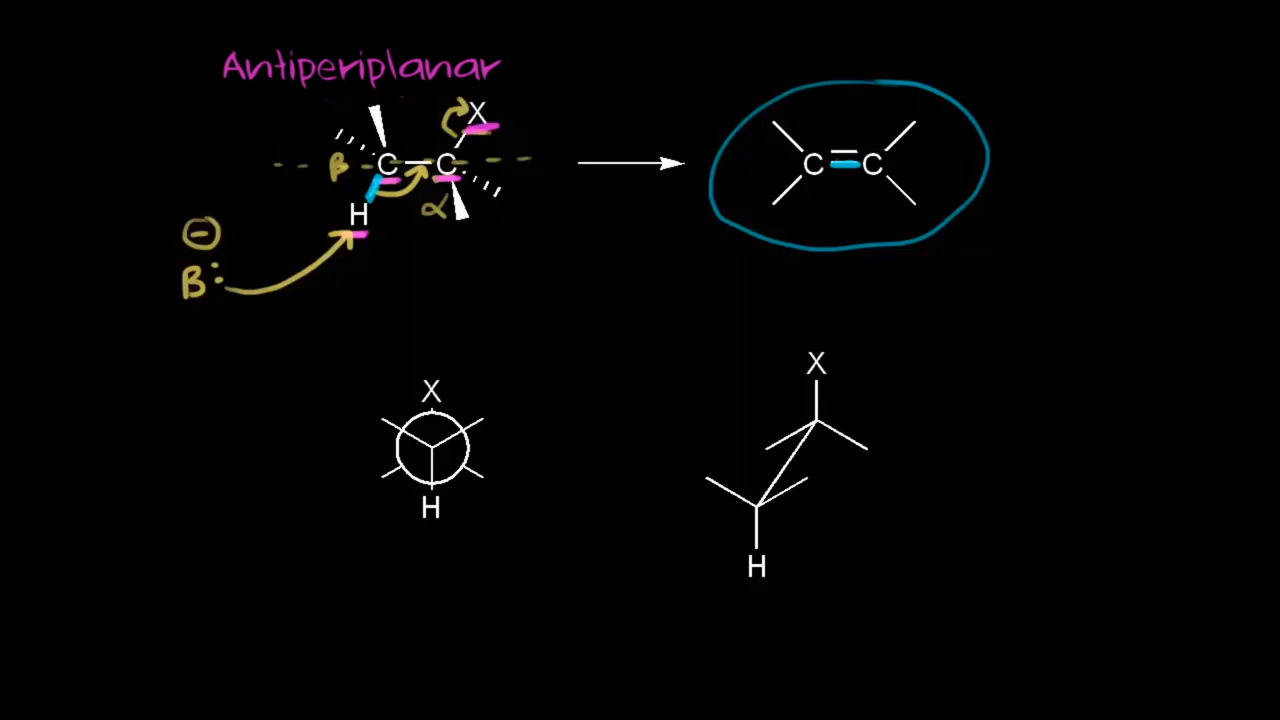 Antiperiplanar
X
β C C
H α
⊖
B:
C=C
X
H
X
H